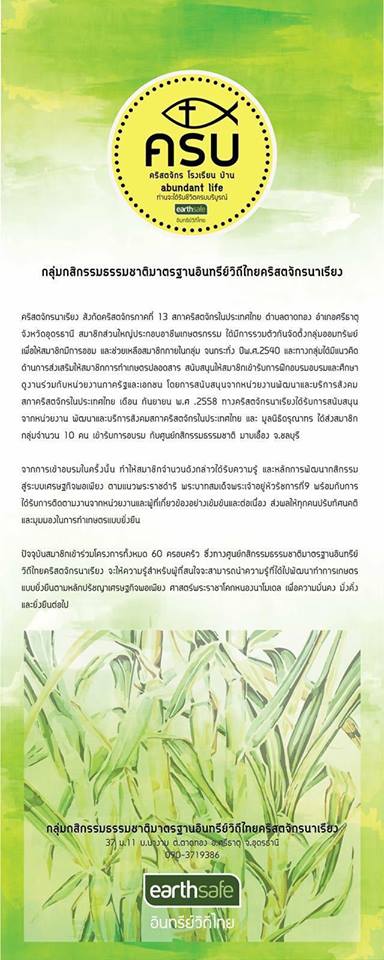 ครบ
คริสตจักร โรงเรียน บ้าน
abundant life
ท่านจะได้รับชีวิตครบบริบูรณ์
earthsafe
อินทรีย์วิถีไทย
กลุ่มกสิกรรมธรรมชาติมาตรฐานอินทรีย์วิถีไทยคริสตจักรนาเรียง
คริสตจักรนาเรียง สังกัดคริสตจักรภาคที่ 13 สภาคริสตจักรในประเทศไทย ตำบลตาดทอง อำเภอศรีธาตุ
จังหวัดอุดรธานี สมาชิกส่วนใหญ่ประกอบอาชีพเกษตรกรรม ได้มีการรวมตัวกันจัดตั้งกลุ่มออมทรัพย์
เพื่อให้สมาชิกมีการออม และช่วยเหลือสมาชิกภายในกลุ่ม จนกระทั่ง ปีพ.ศ.2540 และทางกลุ่มได้มีแนวคิด
ด้านการส่งเสริมให้สมาชิกการทำเกษตรปลอดสาร สนับสนุนให้สมาชิกเข้ารับการฝึกอบรมอบรมและศึกษา
ดูงานร่วมกับหน่วยงานภาครัฐและเอกชน โดยการสนับสนุนจากหน่วยงานพัฒนาและบริการสังคม
สภาคริสตจักรในประเทศไทย เดือน กันยายน พ.ศ .2558 ทางคริสตจักรนาเรียงได้รับการสนับสนุน
จากหน่วยงาน พัฒนาและบริการสังคมสภาคริสตจักรในประเทศไทย และ มูลนิธิดรุณาทร ได้ส่งสมาชิก
กลุ่มจำนวน 10 คน เข้ารับการอบรม กับศูนย์กสิกรรมธรรมชาติ มาบเอื้อง จ.ชลบุรี
จากการเข้าอบรมในครั้งนั้น ทำให้สมาชิกจำนวนดังกล่าวได้รับความรู้ และหลักการพัฒนากสิกรรม
สู่ระบบเศรษฐกิจพอเพียง ตามแนวพระราชดำริ พระบาทสมเด็จพระเจ้าอยู่หัวรัชกาลที่9 พร้อมกับการ
ได้รับการติดตามงานจากหน่วยงานและผู้ที่เกี่ยวข้องอย่างเข้มข้นและต่อเนื่อง ส่งพลให้ทุกคนปรับทัศนคติ
และมุมมองในการทำเกษตรแบบยั่งยืน
ปัจจุบันสมาชิกเข้าร่วมโครงการทั้งหมด 60 ครอบครัว ซึ่งทางศูนย์กสิกรรมธรรมชาติมาตรฐานอินทรีย์
วิถีไทยคริสตจักรนาเรียง จะให้ความรู้สำหรับผู้ที่สนใจจะสามารถนำความรู้ที่ได้ไปพัฒนาทำการเกษตร
แบบยั่งยืนตามหลักปรัชญาเศรษฐกิจพอเพียง ศาสตร์พระราชาโคกหนองนาโมเดล เพื่อความมั่นคง มั่งคั่ง
และยั่งยืนต่อไป
กลุ่มกสิกรรมธรรมชาติมาตรฐานอินทรีย์วิถีไทยคริสตจักรนาเรียง
37 ม.11 บ.นางาม ต.ตาดทอง อ.ศรีธาตุ จ.อุดรธานี
090-3719386
earthsafe
อินทรีย์วิถีไทย